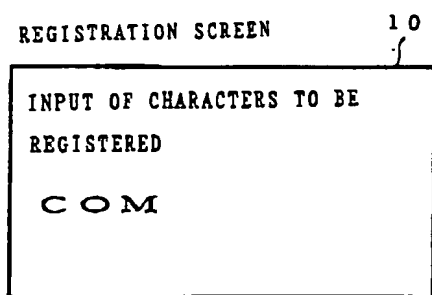 REGISTRATION SCREEN 10
INPUT OF CHARACTERS TO BE
REGISTERED
COM